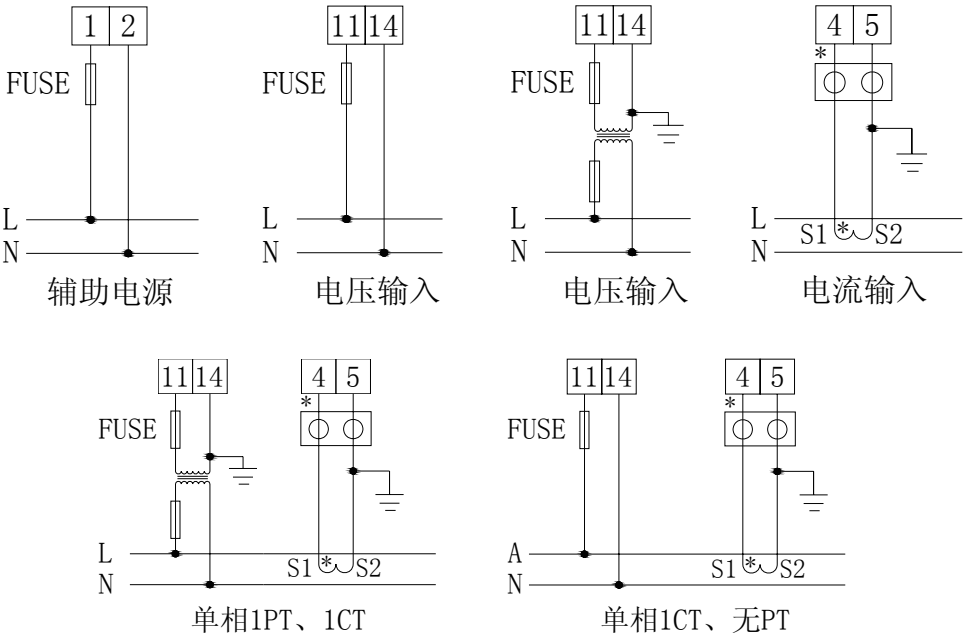 1 2
FUSE
L
N
辅助电源
11 14
FUSE
L
N
电压输入
11 14
FUSE
L
N
电压输入
4 5
*
L
S1 * S2
N
电流输入
11 14
4 5
*
FUSE
L
S1 * S2
N
单相1PT、1CT
11 14
4 5
*
FUSE
A
S1 * S2
N
单相1CT、无PT